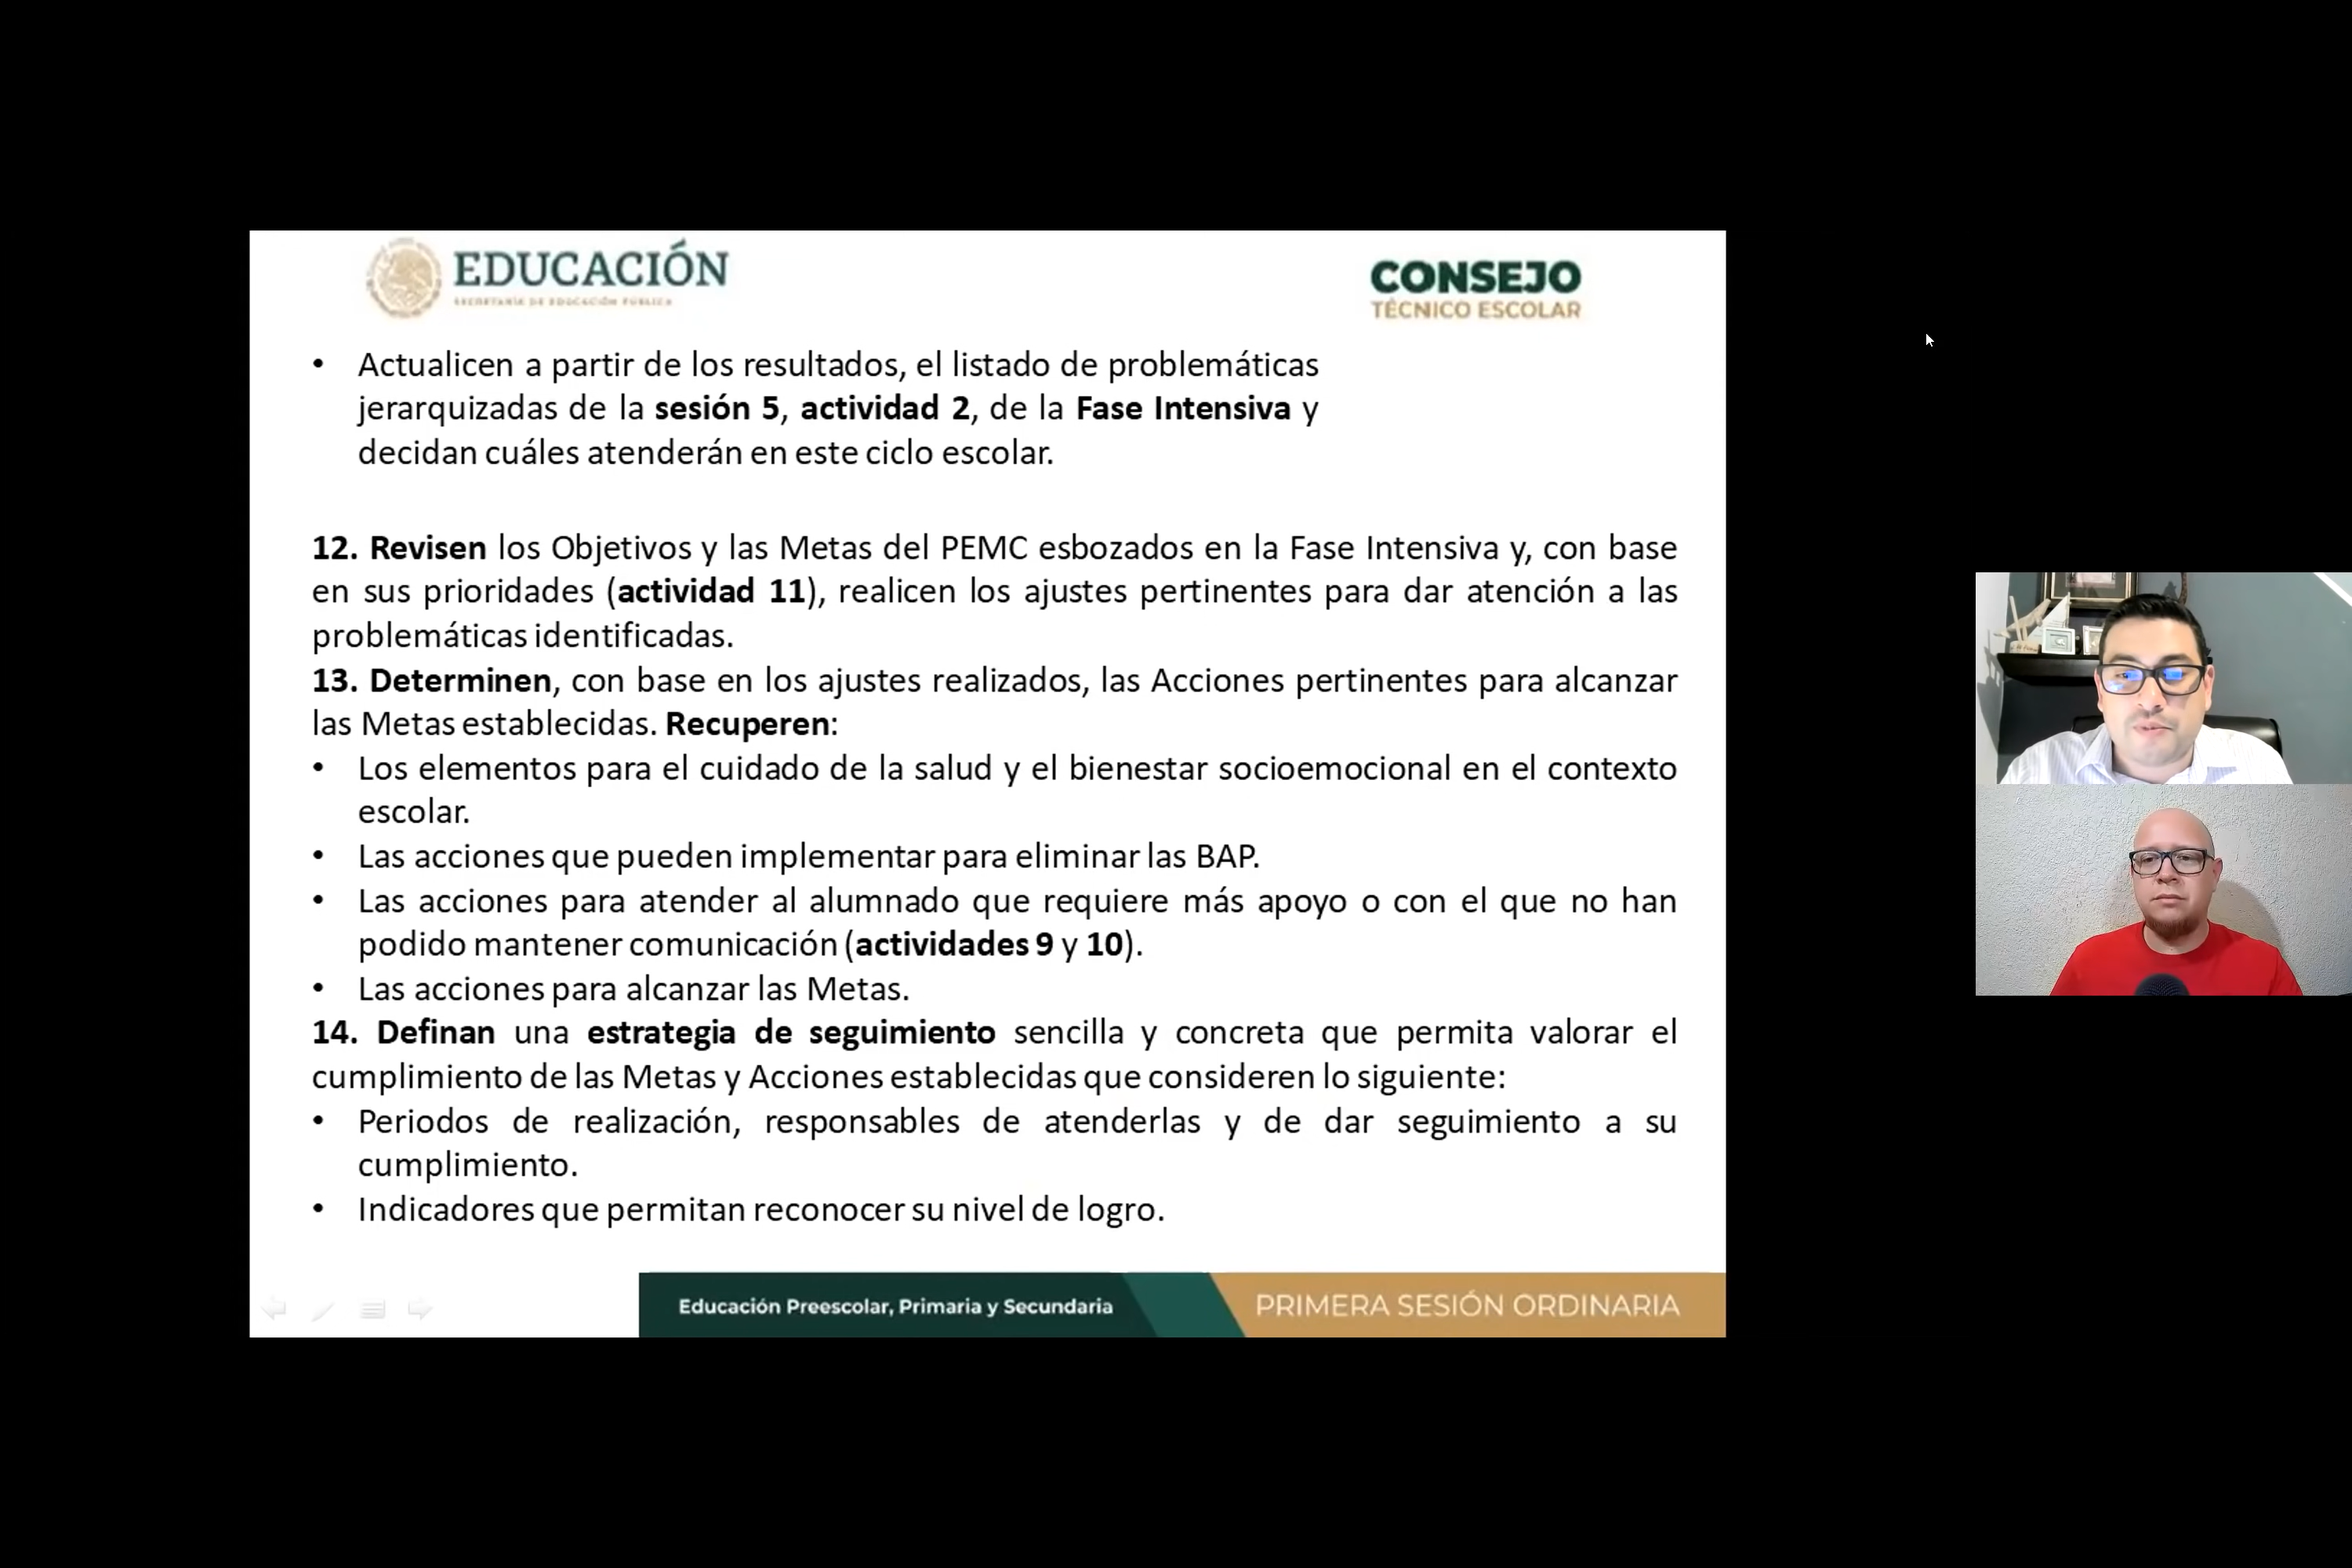 EDUCACIÓN
SECRETARÍA DE EDUCACIÓN PÚBLICA
CONSEJO
TÉCNICO ESCOLAR
• Actualicen a partir de los resultados, el listado de problemáticas
jerarquizadas de la sesión 5, actividad 2, de la Fase Intensiva y
decidan cuáles atenderán en este ciclo escolar.
12. Revisen los Objetivos y las Metas del PEMC esbozados en la Fase Intensiva y, con base
en sus prioridades (actividad 11), realicen los ajustes pertinentes para dar atención a las
problemáticas identificadas.
13. Determinen, con base en los ajustes realizados, las Acciones pertinentes para alcanzar
las Metas establecidas. Recuperen:
• Los elementos para el cuidado de la salud y el bienestar socioemocional en el contexto
escolar.
• Las acciones que pueden implementar para eliminar las BAP.
• Las acciones para atender al alumnado que requiere más apoyo o con el que no han
podido mantener comunicación (actividades 9 y 10).
• Las acciones para alcanzar las Metas.
14. Definan una estrategia de seguimiento sencilla y concreta que permita valorar el
cumplimiento de las Metas y Acciones establecidas que consideren lo siguiente:
• Periodos de realización, responsables de atenderlas y de dar seguimiento a su
cumplimiento.
• Indicadores que permitan reconocer su nivel de logro.
Educación Preescolar, Primaria y Secundaria
PRIMERA SESIÓN ORDINARIA